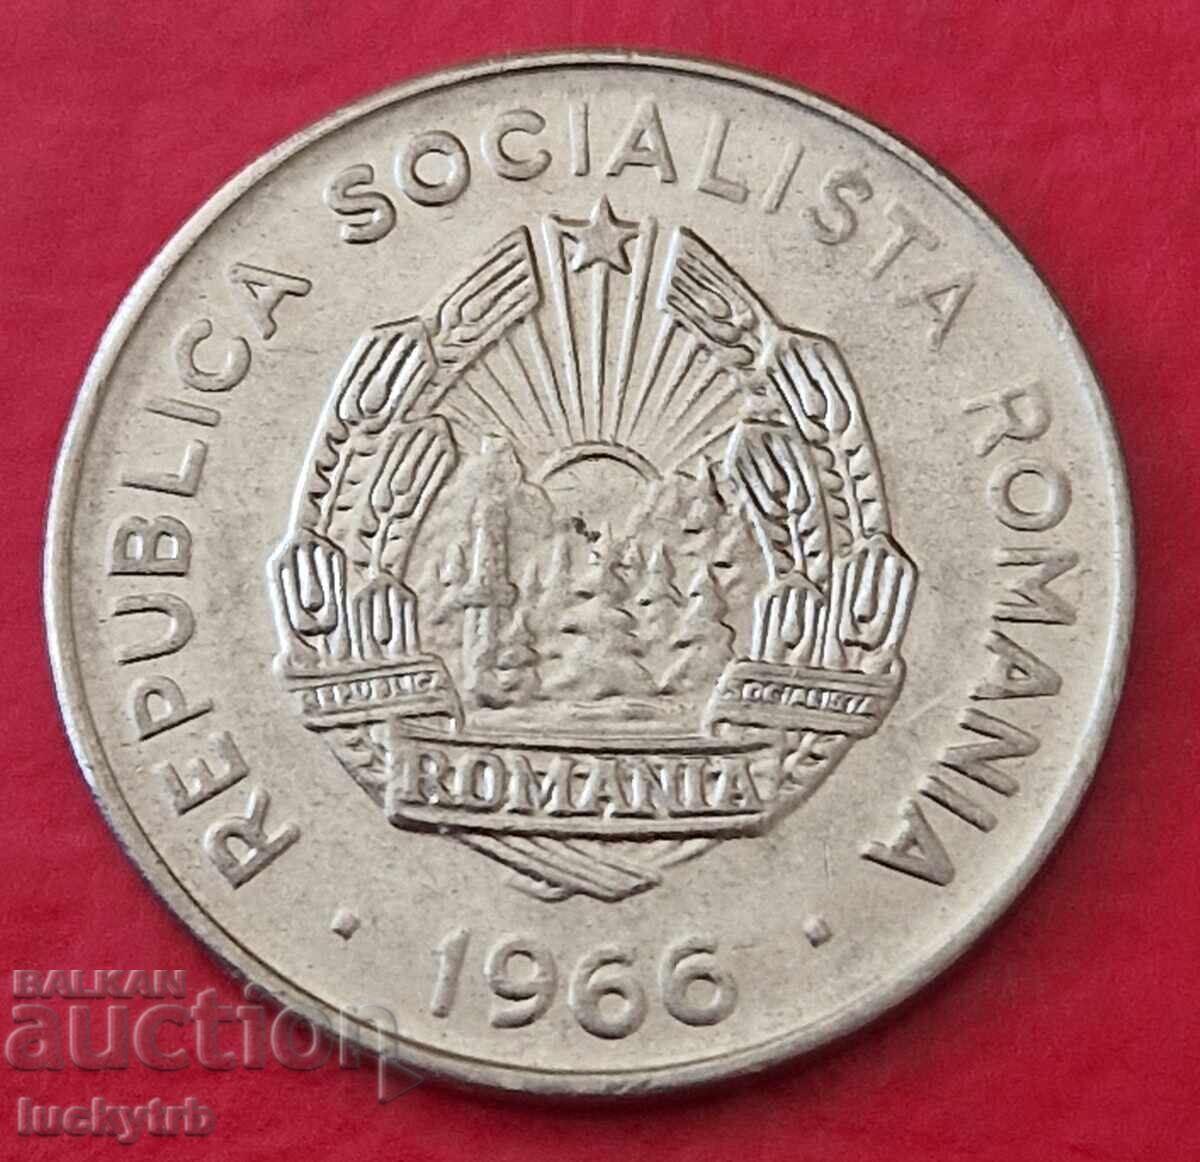 REPUBLICA SOCIALISTA ROMANIA
REPUBLICA SOCIALISTA
ROMANIA
· 1966 ·
BALKAN
auction
luckytrb